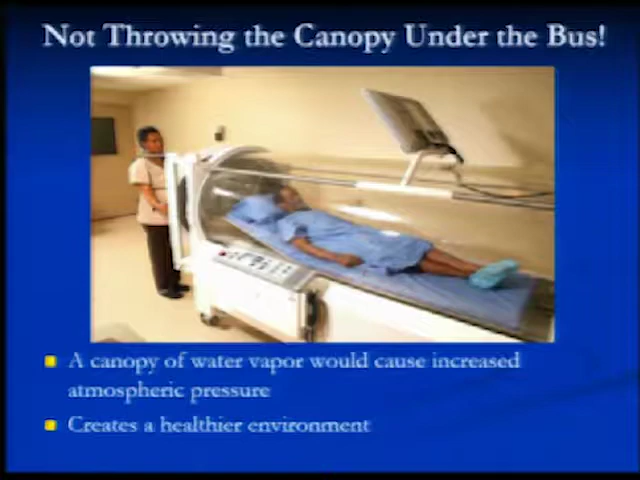 Not Throwing the Canopy Under the Bus!
A canopy of water vapor would cause increased
atmospheric pressure
Creates a healthier environment